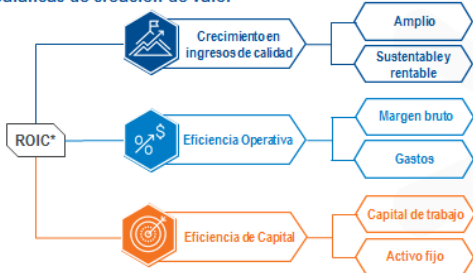 Crecimiento en
ingresos de calidad
Amplio
Sustentable y
rentable
ROIC*
%
$
Eficiencia Operativa
Margen bruto
Gastos
Eficiencia de Capital
Capital de trabajo
Activo fijo